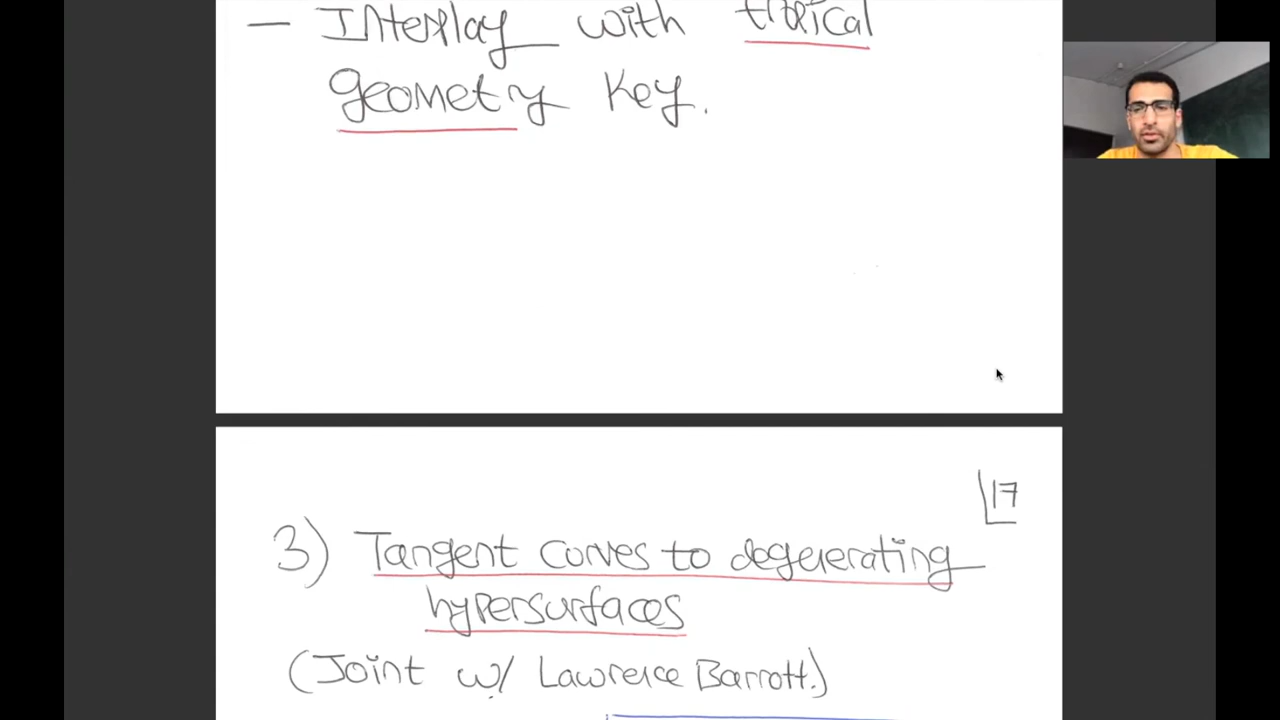 — Interplay with tropical
geometry key.
17
3) Tangent curves to degenerating
hypersurfaces
(Joint w/ Lawrence Barrott.)